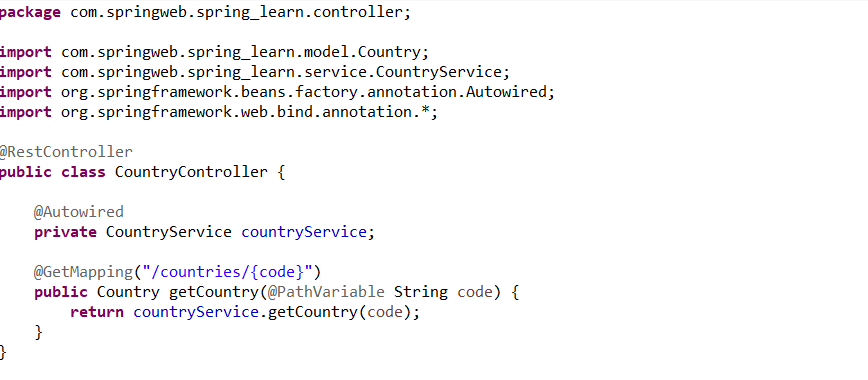 package com.springweb.spring_learn.controller;
import com.springweb.spring_learn.model.Country;
import com.springweb.spring_learn.service.CountryService;
import org.springframework.beans.factory.annotation.Autowired;
import org.springframework.web.bind.annotation.*;
@RestController
public class CountryController {
@Autowired
private CountryService countryService;
@GetMapping("/countries/{code}")
public Country getCountry(@PathVariable String code) {
return countryService.getCountry(code);
}
}